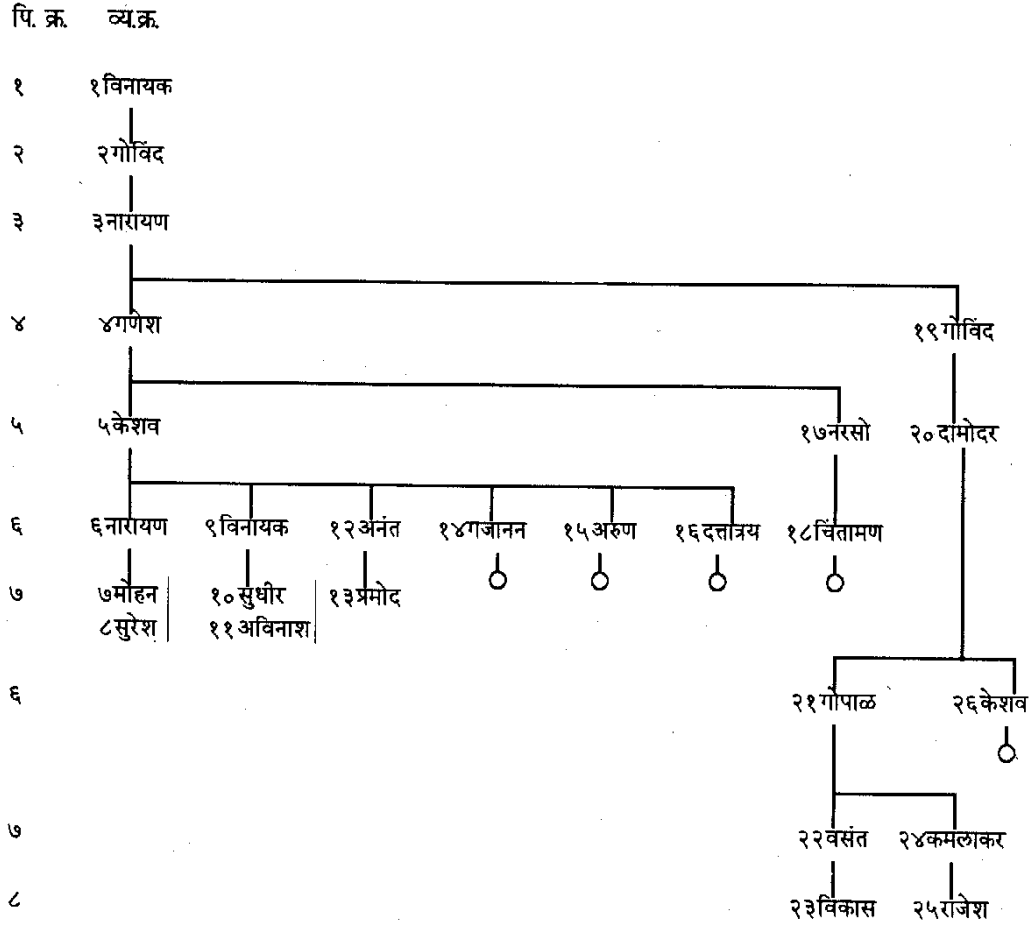 पि. क्र. व्य.क्र.
१ १विनायक
२ २गोविंद
३ ३नारायण
४ ४गणेश १९गोविंद
५ ५केशव १७नरसो २०दामोदर
६ ६नारायण ९विनायक १२अनंत १४गजानन १५अरुण १६दत्तात्रय १८चिंतामण
७ ७मोहन १०सुधीर १३प्रमोद
८सुरेश ११अविनाश
६ २१गोपाळ २६केशव
७ २२वसंत २४कमलाकर
८ २३विकास २५राजेश